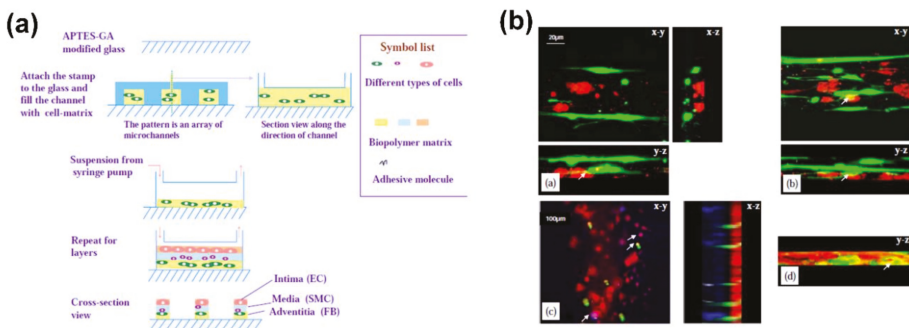 (a)
APTES-GA
modified glass
Attach the stamp
to the glass and
fill the channel
with cell-matrix
The pattern is an array of
microchannels
Section view along the
direction of channel
Suspension from
syringe pump
Repeat for
layers
Cross-section
view
Intima (EC)
Media (SMC)
Adventitia (FB)
Symbol list
Different types of cells
Biopolymer matrix
Adhesive molecule
(b)
20µm
x-y
x-z
y-z
(a)
x-y
y-z
(b)
100µm
x-y
(c)
x-z
y-z
(d)